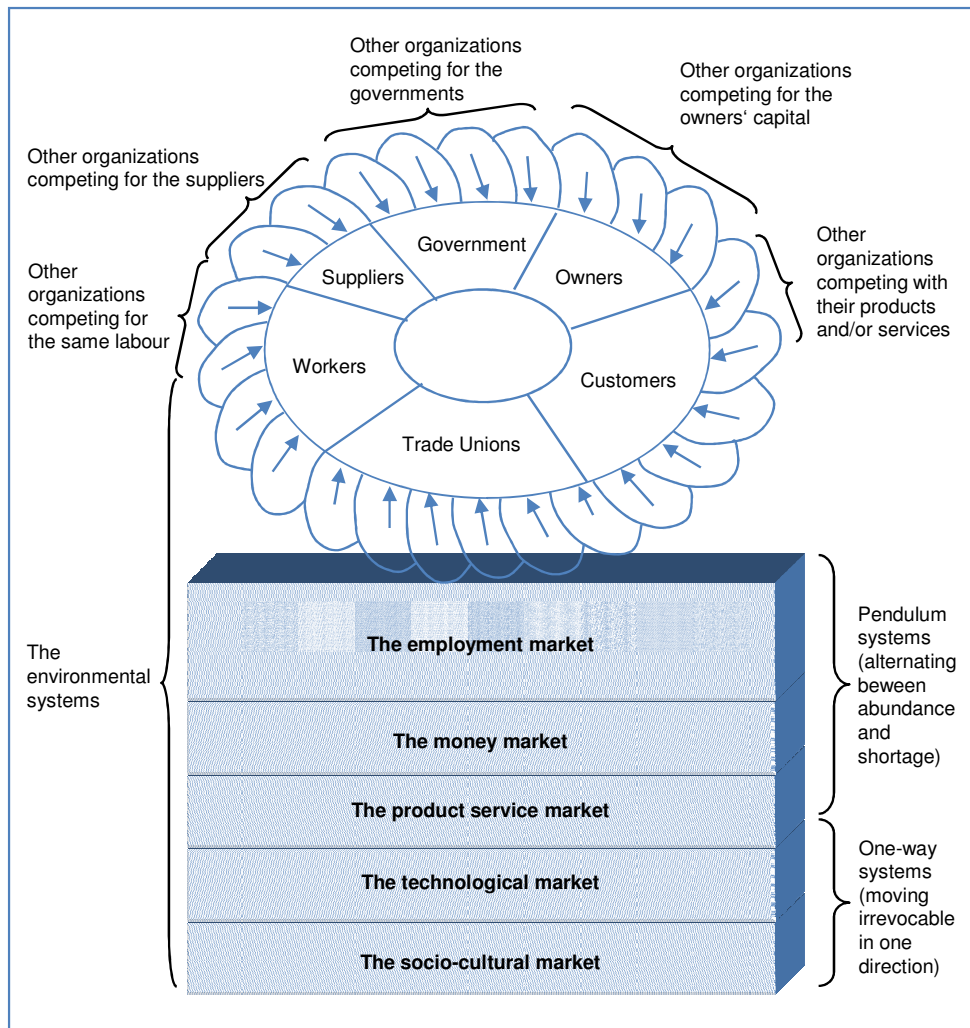 Other organizations
competing for the
governments
Other organizations
competing for the
owners‘ capital
Other organizations
competing for the suppliers
Other
organizations
competing for
the same labour
Other
organizations
competing with
their products
and/or services
Government
Suppliers
Owners
Workers
Customers
Trade Unions
The
environmental
systems
The employment market
The money market
The product service market
The technological market
The socio-cultural market
Pendulum
systems
(alternating
beween
abundance
and
shortage)
One-way
systems
(moving
irrevocable
in one
direction)